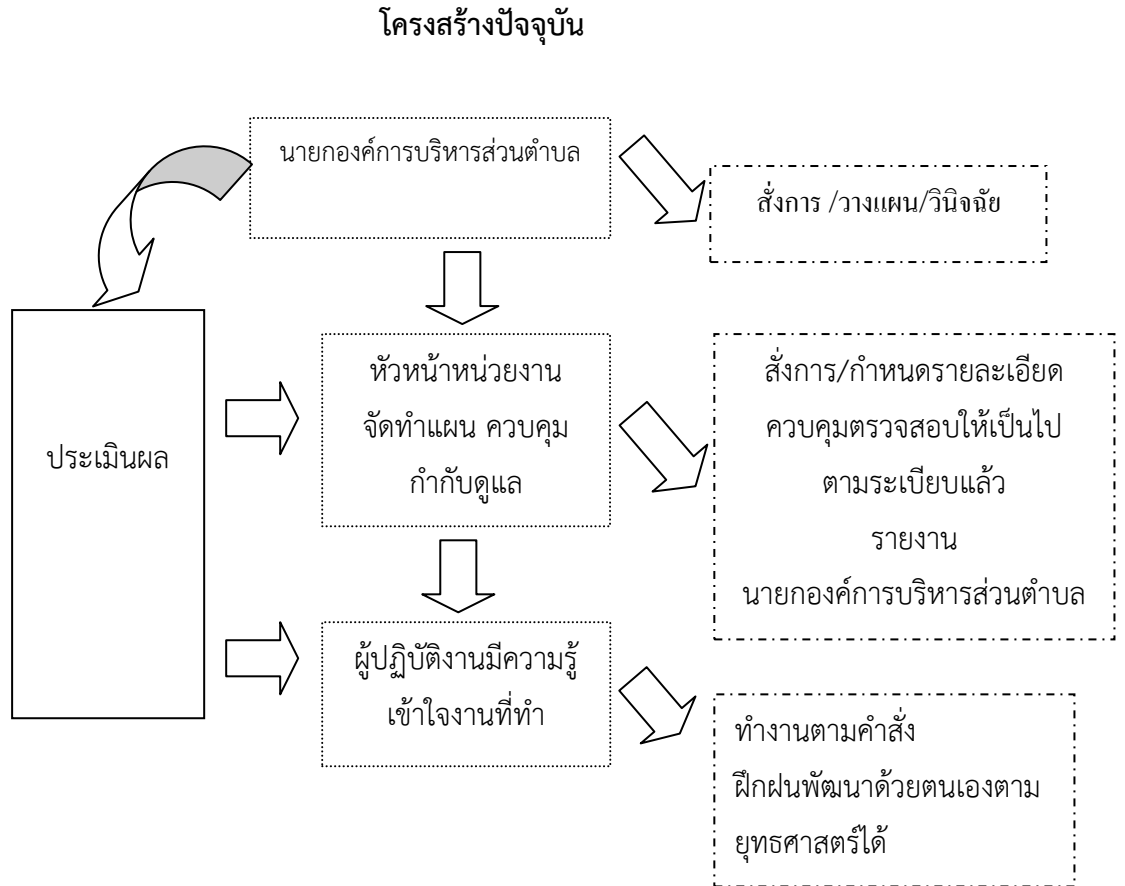 โครงสร้างปัจจุบัน
นายกองค์การบริหารส่วนตำบล
สั่งการ /วางแผน/วินิจฉัย
ประเมินผล
หัวหน้าหน่วยงาน
จัดทำแผน ควบคุม
กำกับดูแล
สั่งการ/กำหนดรายละเอียด
ควบคุมตรวจสอบให้เป็นไป
ตามระเบียบแล้ว
รายงาน
นายกองค์การบริหารส่วนตำบล
ผู้ปฏิบัติงานมีความรู้
เข้าใจงานที่ทำ
ทำงานตามคำสั่ง
ฝึกฝนพัฒนาด้วยตนเองตาม
ยุทธศาสตร์ได้